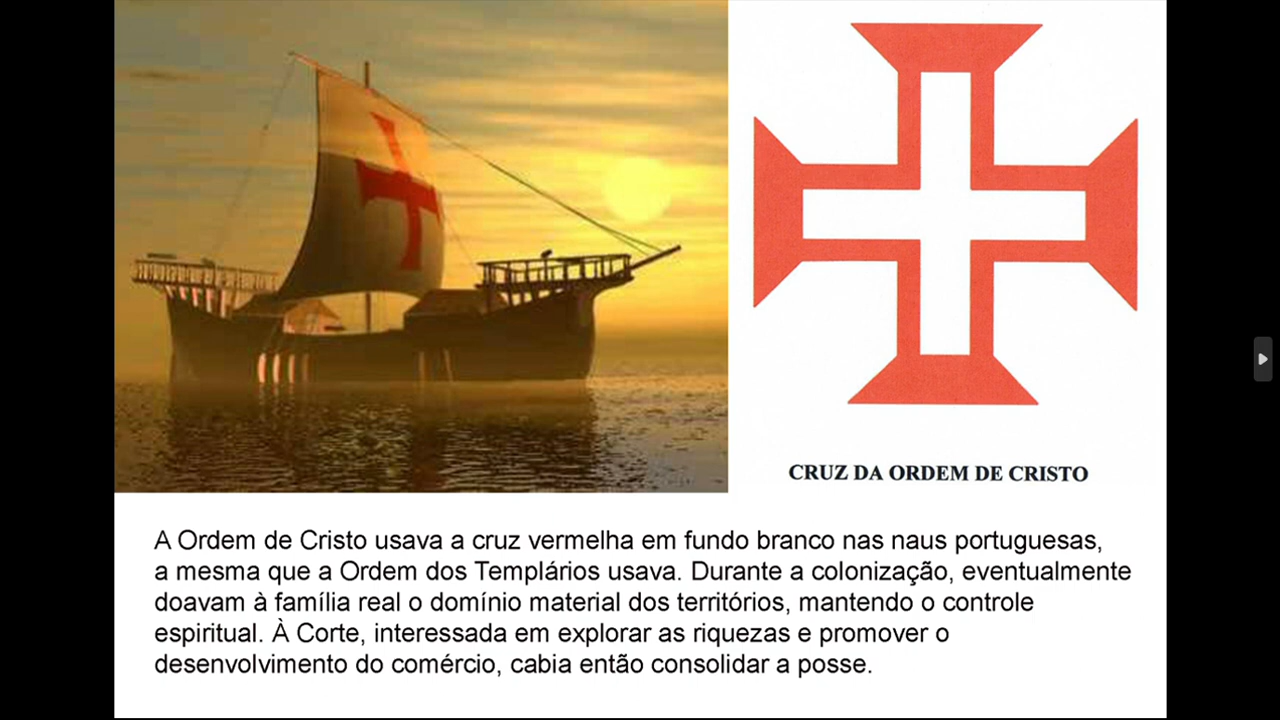 CRUZ DA ORDEM DE CRISTO
A Ordem de Cristo usava a cruz vermelha em fundo branco nas naus portuguesas,
a mesma que a Ordem dos Templários usava. Durante a colonização, eventualmente
doavam à família real o domínio material dos territórios, mantendo o controle
espiritual. À Corte, interessada em explorar as riquezas e promover o
desenvolvimento do comércio, cabia então consolidar a posse.